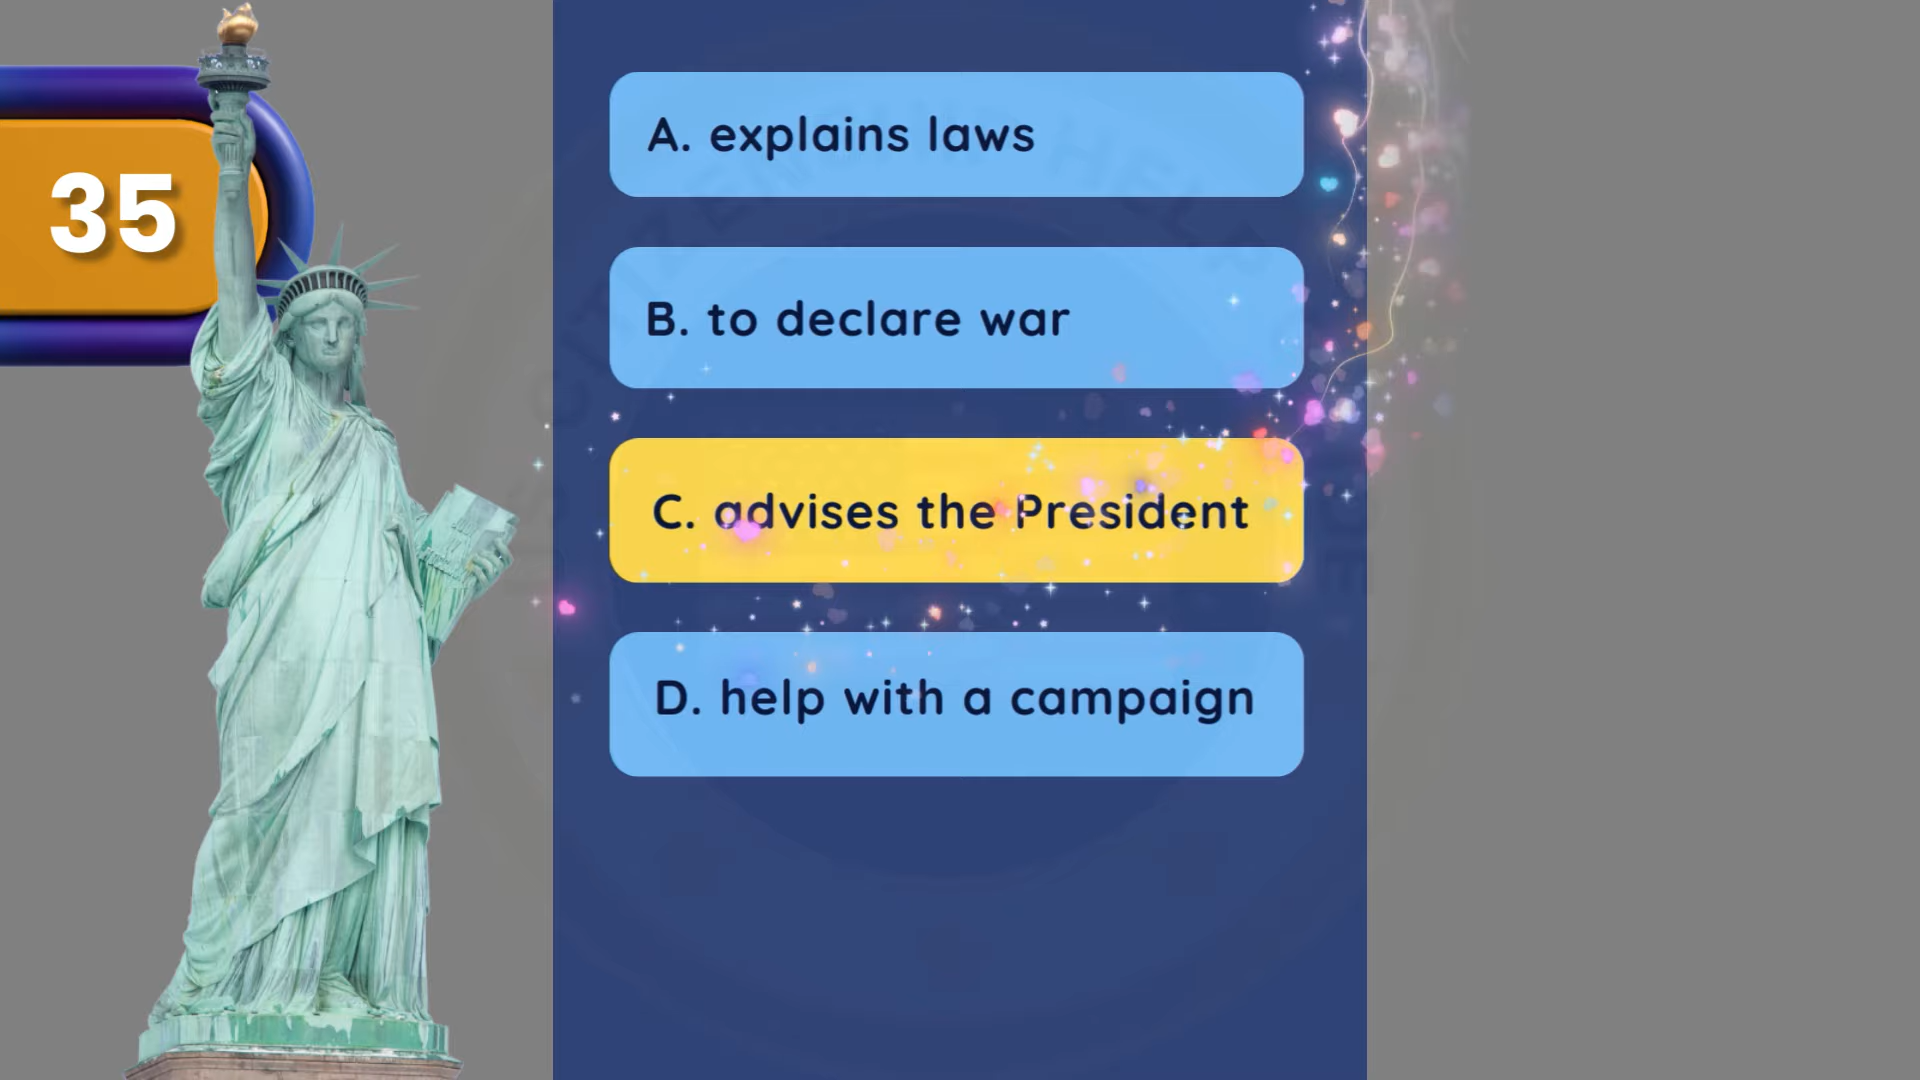 35
A. explains laws
B. to declare war
C. advises the President
D. help with a campaign